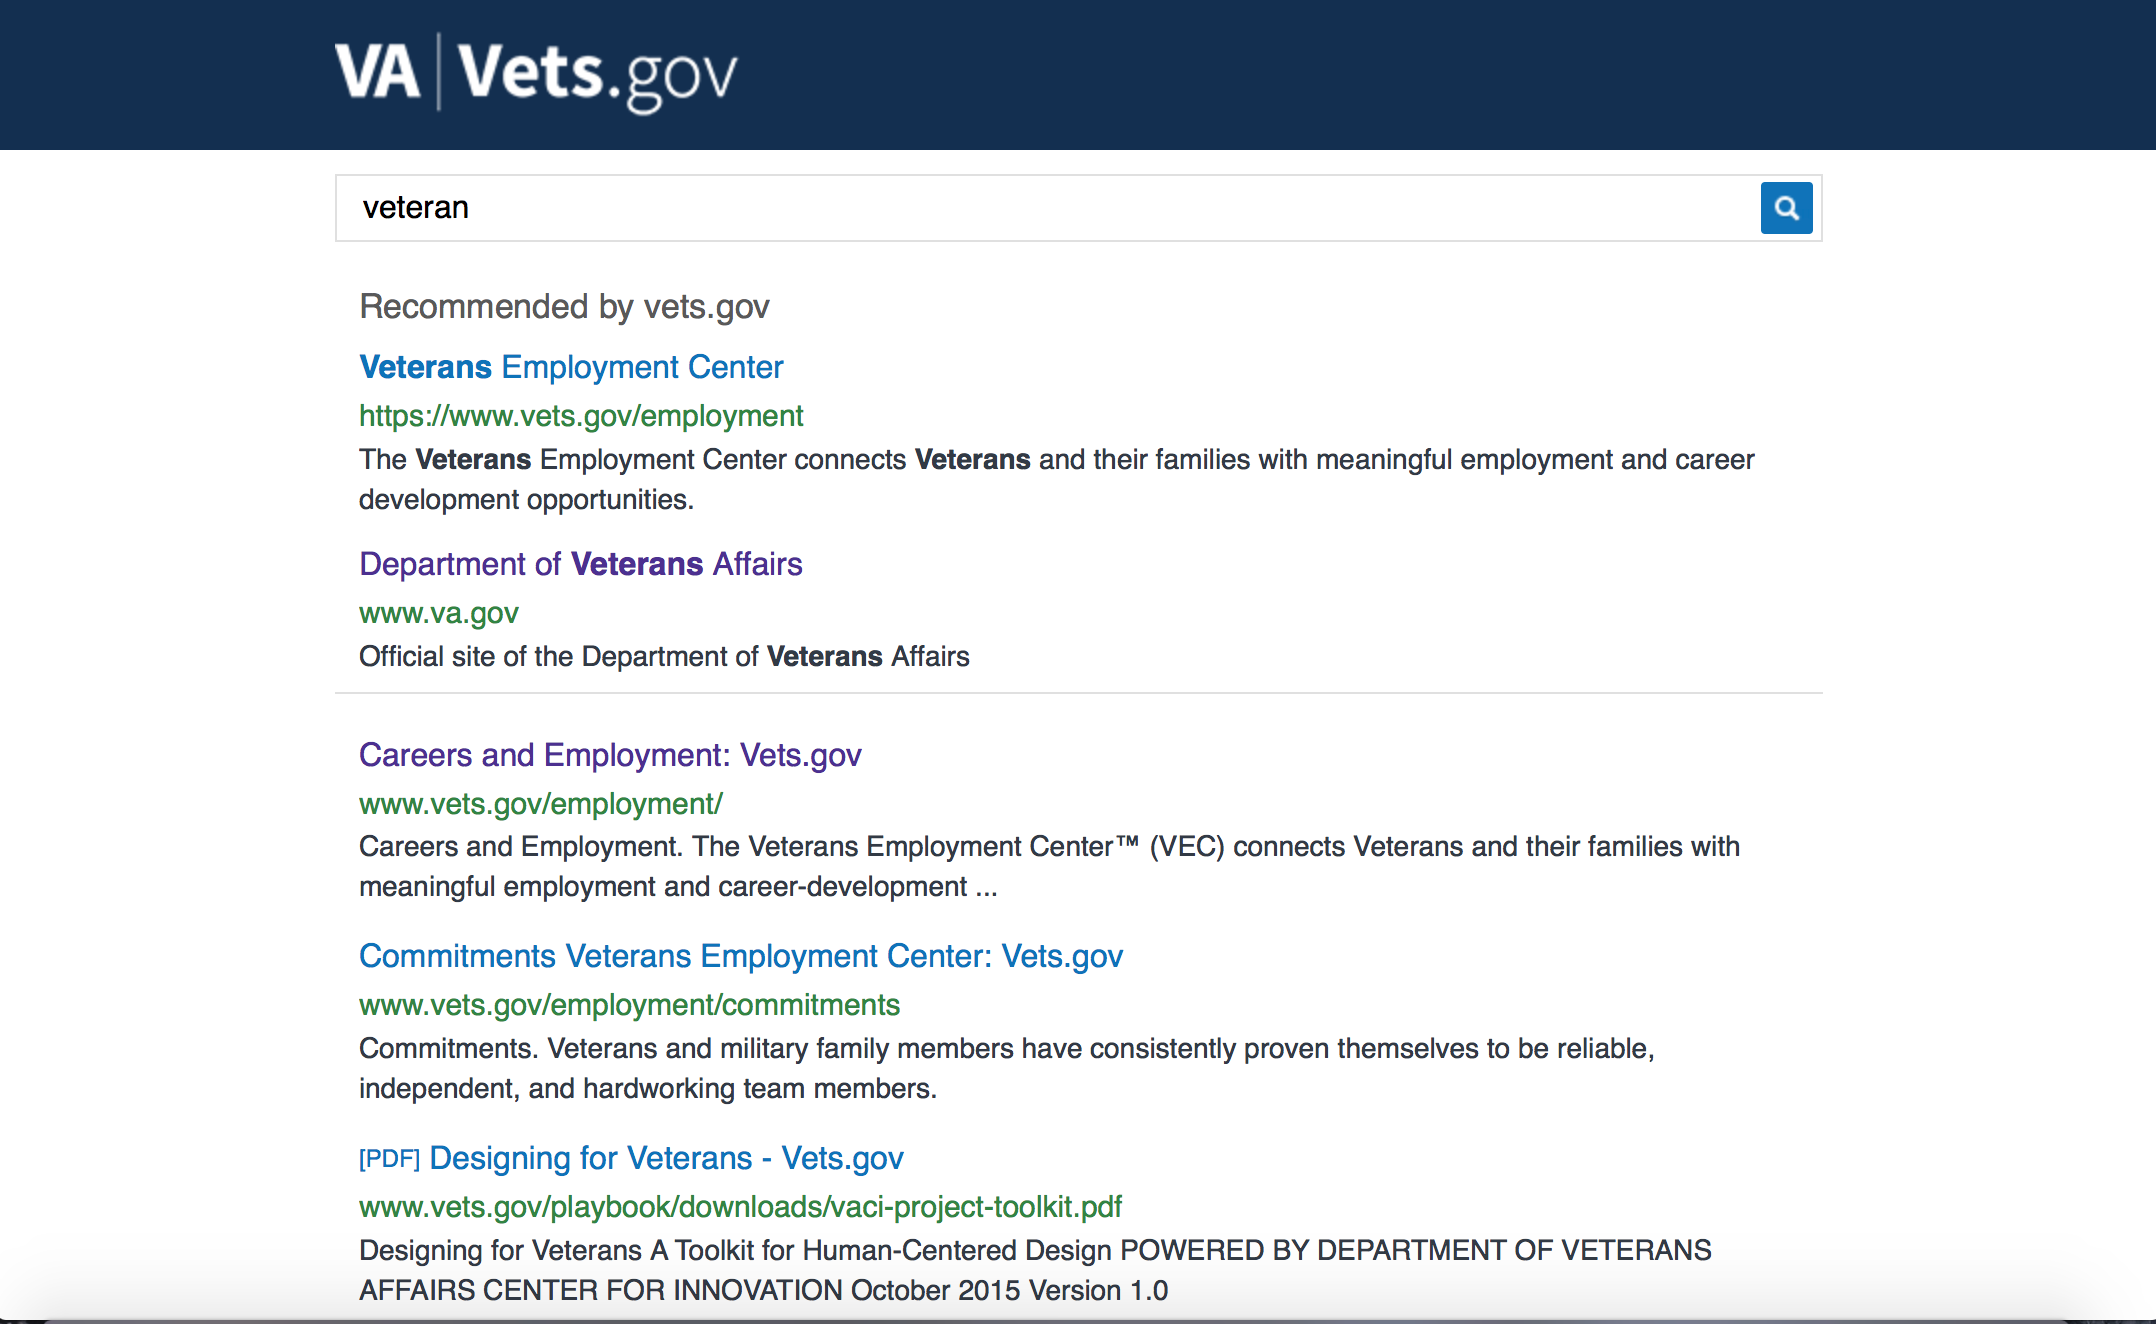 VA | Vets.gov
veteran
Recommended by vets.gov
Veterans Employment Center
https://www.vets.gov/employment
The Veterans Employment Center connects Veterans and their families with meaningful employment and career
development opportunities.
Department of Veterans Affairs
www.va.gov
Official site of the Department of Veterans Affairs
Careers and Employment: Vets.gov
www.vets.gov/employment/
Careers and Employment. The Veterans Employment Center™ (VEC) connects Veterans and their families with
meaningful employment and career-development ...
Commitments Veterans Employment Center: Vets.gov
www.vets.gov/employment/commitments
Commitments. Veterans and military family members have consistently proven themselves to be reliable,
independent, and hardworking team members.
[PDF] Designing for Veterans - Vets.gov
www.vets.gov/playbook/downloads/vaci-project-toolkit.pdf
Designing for Veterans A Toolkit for Human-Centered Design POWERED BY DEPARTMENT OF VETERANS
AFFAIRS CENTER FOR INNOVATION October 2015 Version 1.0